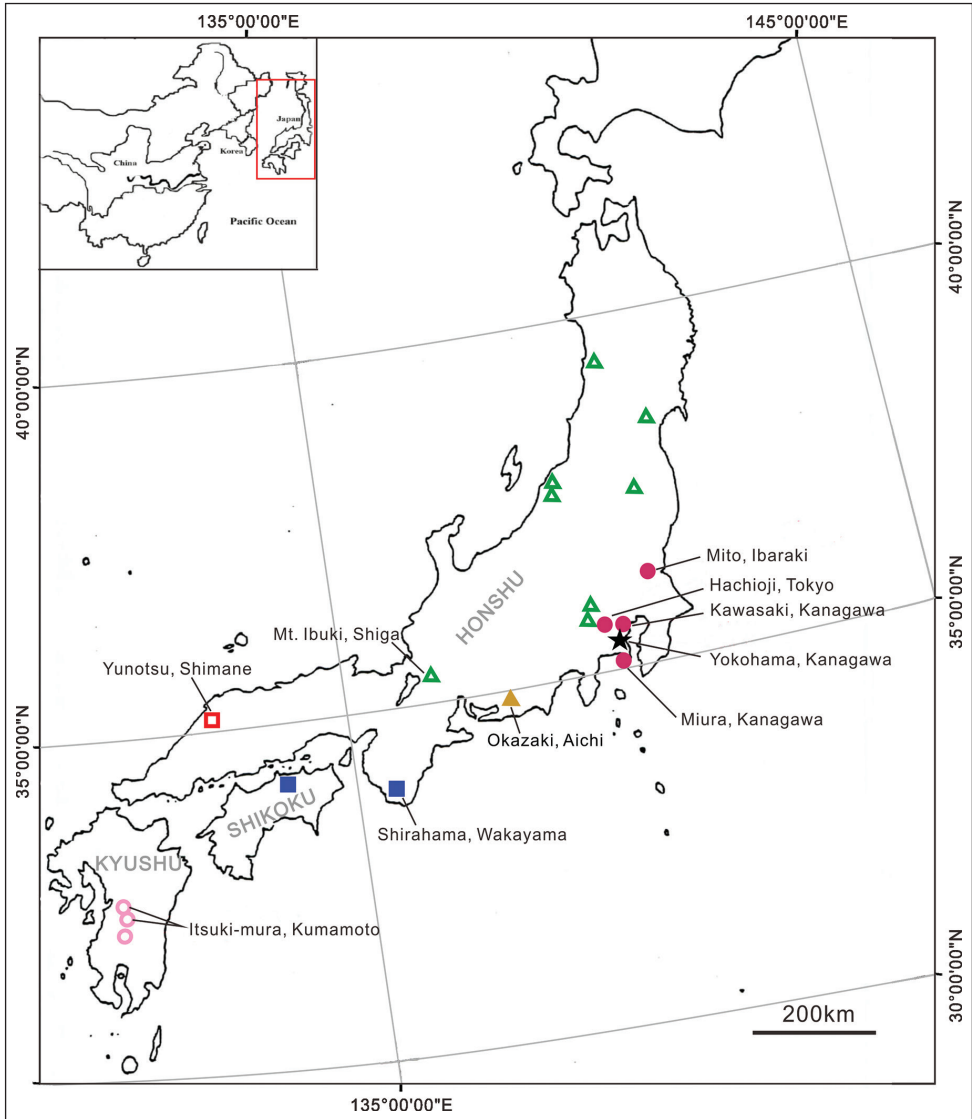 135°00'00"E
145°00'00"E
Japan
Korea
China
Pacific Ocean
40°00'00"N
40°00'00"N
Mito, Ibaraki
Hachioji, Tokyo
HONSHU
Kawasaki, Kanagawa
35°00'00"N
Mt. Ibuki, Shiga
Yokohama, Kanagawa
Yunotsu, Shimane
Miura, Kanagawa
35°00'00"N
Okazaki, Aichi
SHIKOKU
Shirahama, Wakayama
KYUSHU
Itsuki-mura, Kumamoto
30°00'00"N
200km
135°00'00"E